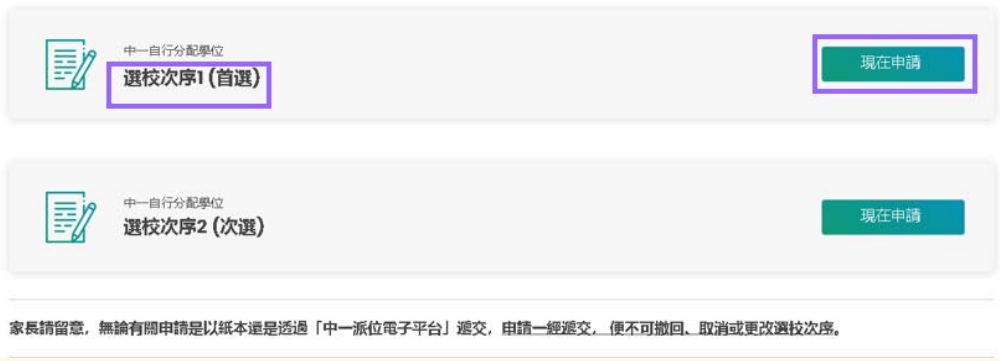 中一自行分配學位
選校次序1 (首選)
現在申請
中一自行分配學位
選校次序2 (次選)
現在申請
家長請留意，無論有關申請是以紙本還是透過「中一派位電子平台」遞交，申請一經遞交， 便不可撤回、取消或更改選校次序。